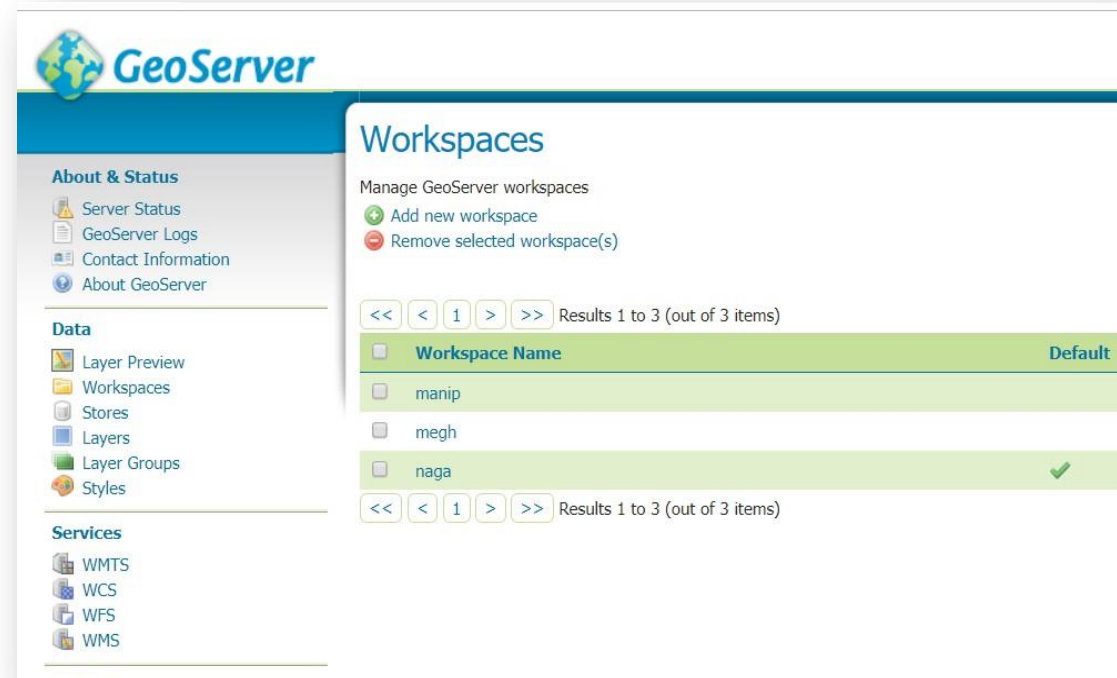 GeoServer
About & Status
Server Status
GeoServer Logs
Contact Information
About GeoServer
Data
Layer Preview
Workspaces
Stores
Layers
Layer Groups
Styles
Services
WMTS
WCS
WFS
WMS
Workspaces
Manage GeoServer workspaces
Add new workspace
Remove selected workspace(s)
<< < 1 > >> Results 1 to 3 (out of 3 items)
Workspace Name Default
manip
megh
naga
<< < 1 > >> Results 1 to 3 (out of 3 items)